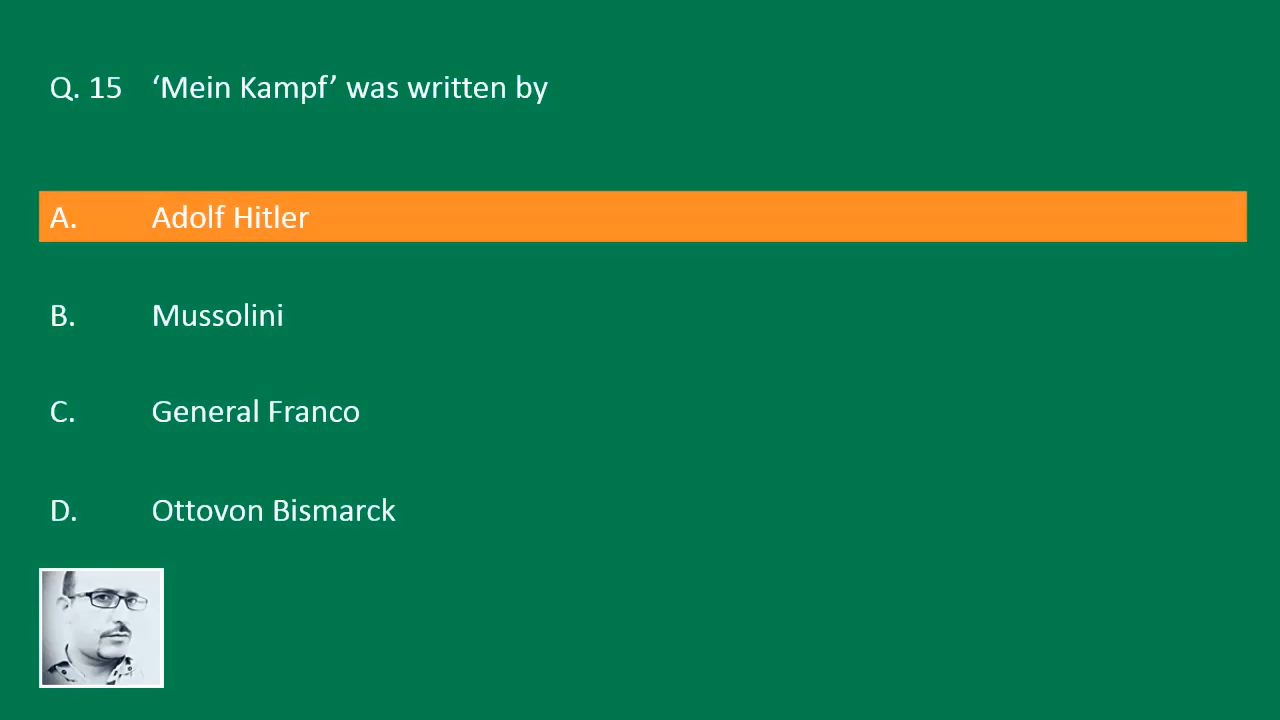 Q. 15 ‘Mein Kampf’ was written by
A. Adolf Hitler
B. Mussolini
C. General Franco
D. Ottovon Bismarck